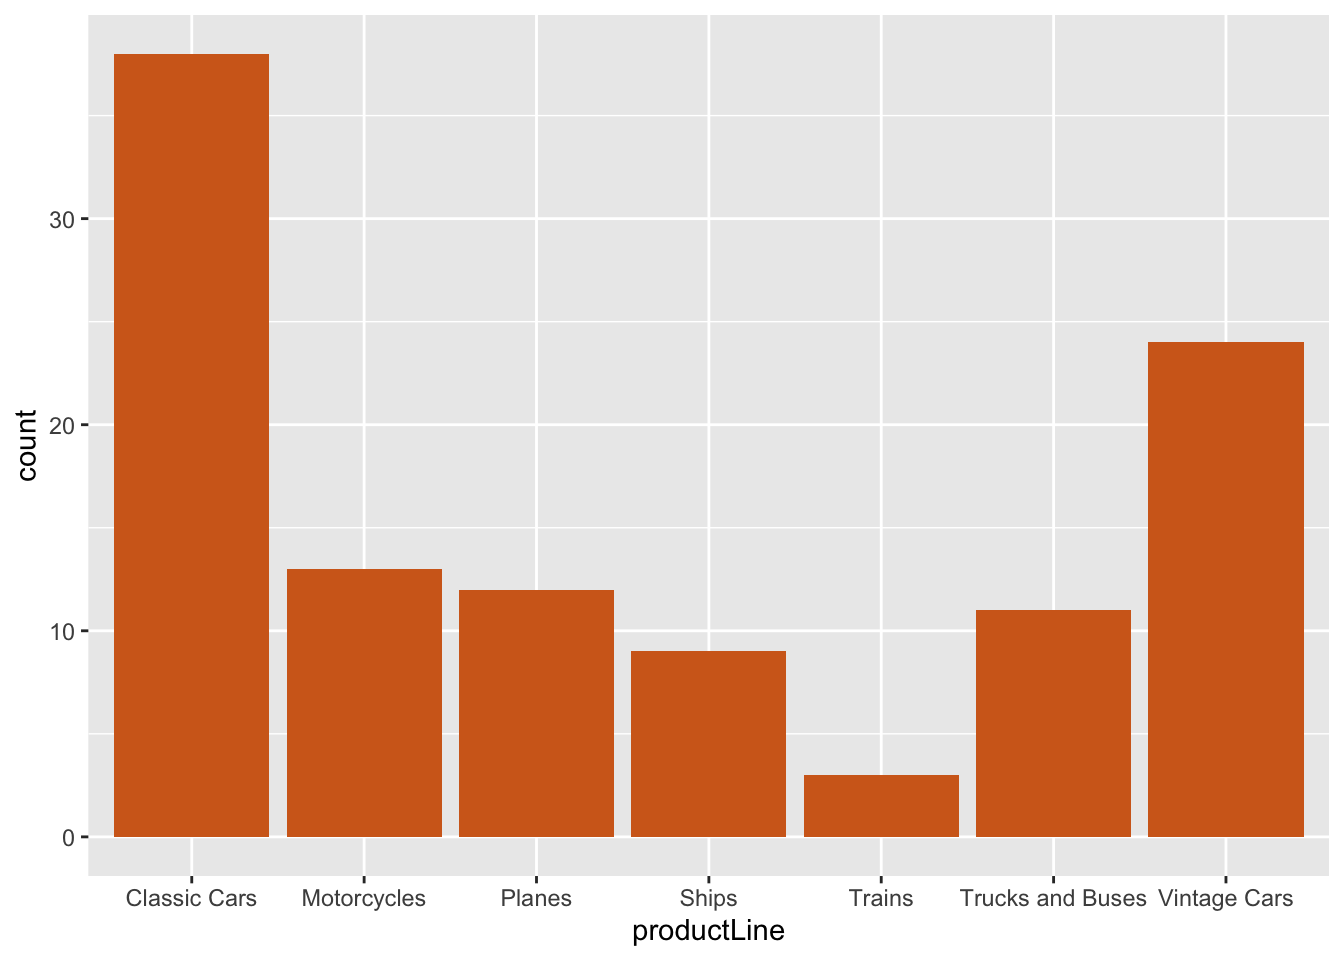 count
30
20
10
0
Classic Cars Motorcycles Planes Ships Trains Trucks and Buses Vintage Cars
productLine